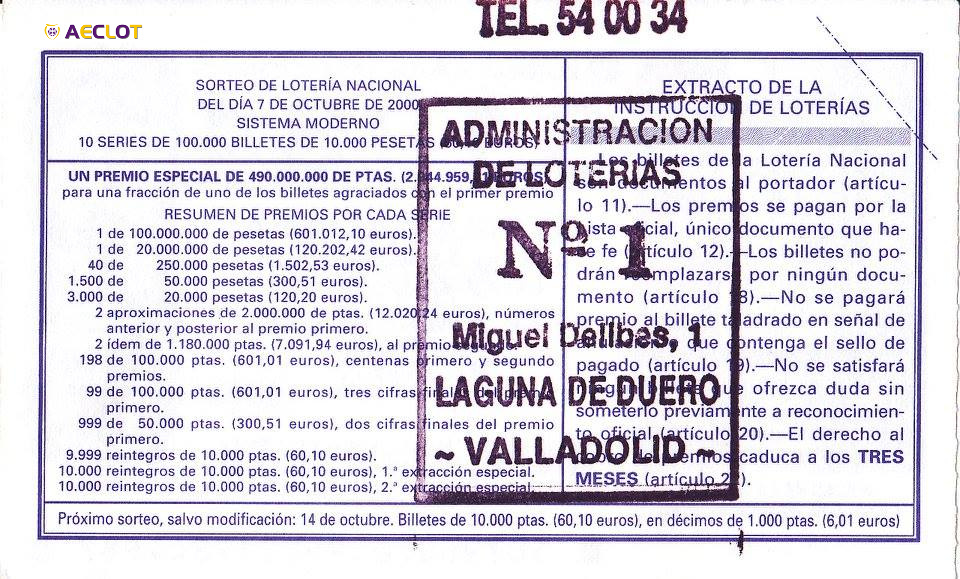 AECLOT
TEL. 54 00 34
SORTEO DE LOTERÍA NACIONAL
DEL DÍA 7 DE OCTUBRE DE 2000
SISTEMA MODERNO
10 SERIES DE 100.000 BILLETES DE 10.000 PESETAS (60,10 EUROS)
UN PREMIO ESPECIAL DE 490.000.000 DE PTAS. (2.944.959, EUROS)
para una fracción de uno de los billetes agraciados con el primer premio
RESUMEN DE PREMIOS POR CADA SERIE
1 de 100.000.000 de pesetas (601.012,10 euros).
1 de 20.000.000 de pesetas (120.202,42 euros).
40 de 250.000 pesetas (1.502,53 euros).
1.500 de 50.000 pesetas (300,51 euros).
3.000 de 20.000 pesetas (120,20 euros).
2 aproximaciones de 2.000.000 de ptas. (12.020,24 euros), números
anterior y posterior al premio primero.
2 ídem de 1.180.000 ptas. (7.091,94 euros), al premio segundo.
198 de 100.000 ptas. (601,01 euros), centenas primero y segundo
premios.
99 de 100.000 ptas. (601,01 euros), tres cifras finales del premio
primero.
999 de 50.000 ptas. (300,51 euros), dos cifras finales del premio
primero.
9.999 reintegros de 10.000 ptas. (60,10 euros).
10.000 reintegros de 10.000 ptas. (60,10 euros), 1.ª extracción especial.
10.000 reintegros de 10.000 ptas. (60,10 euros), 2.ª extracción especial.
EXTRACTO DE LA
INSTRUCCIÓN DE LOTERÍAS
Los billetes de la Lotería Nacional
son documentos al portador (artícu-
lo 11).—Los premios se pagan por la
lista oficial, único documento que ha-
ce fe (artículo 12).—Los billetes no po-
drán reemplazarse por ningún docu-
mento (artículo 18).—No se pagará
premio al billete taladrado en señal de
anulación o que contenga el sello de
pagado (artículo 19).—No se satisfará
ningún billete que ofrezca duda sin
someterlo previamente a reconocimien-
to oficial (artículo 20).—El derecho al
cobro de premios caduca a los TRES
MESES (artículo
ADMINISTRACION
DE LOTERIAS
Nº 1
Miguel Delibes, 1
LAGUNA DE DUERO
~ VALLADOLID ~
Próximo sorteo, salvo modificación: 14 de octubre. Billetes de 10.000 ptas. (60,10 euros), en décimos de 1.000 ptas. (6,01 euros)